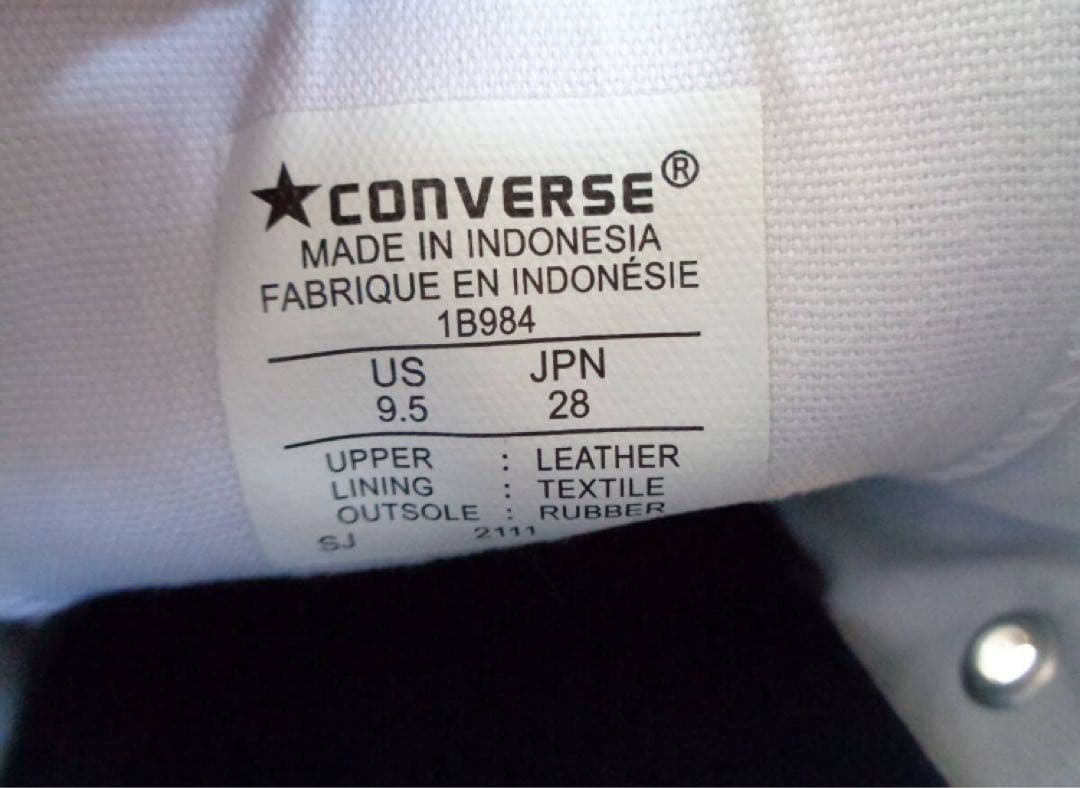 ★CONVERSE®
MADE IN INDONESIA
FABRIQUE EN INDONÉSIE
1B984
US JPN
9.5 28
UPPER : LEATHER
LINING : TEXTILE
OUTSOLE : RUBBER
SJ 2111